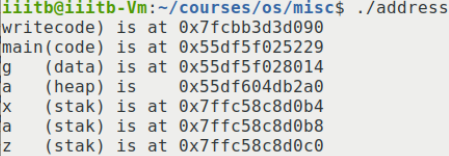 iiitb@iiitb-Vm:~/courses/os/misc$ ./address
writecode) is at 0x7fcbb3d3d090
main(code) is at 0x55df5f025229
g   (data) is at 0x55df5f028014
a   (heap) is    0x55df604db2a0
x   (stak) is at 0x7ffc58c8d0b4
a   (stak) is at 0x7ffc58c8d0b8
z   (stak) is at 0x7ffc58c8d0c0